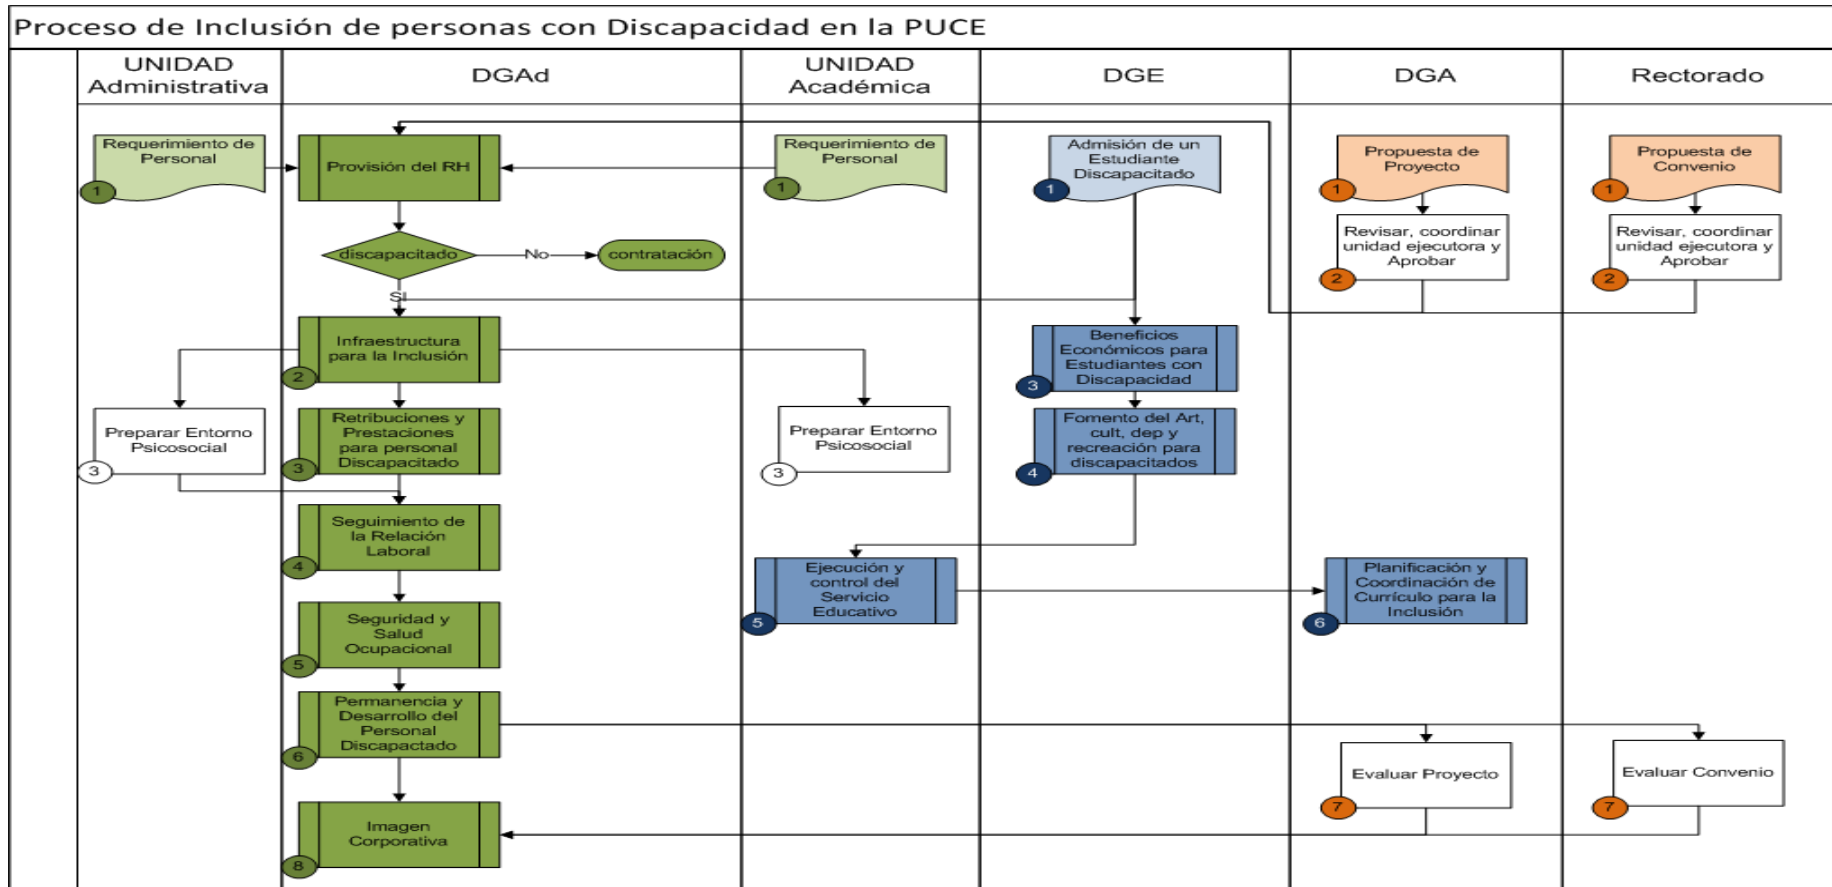 Proceso de Inclusión de personas con Discapacidad en la PUCE
UNIDAD
Administrativa
DGAd
UNIDAD
Académica
DGE
DGA
Rectorado
Requerimiento de
Personal
1
Provisión del RH
Requerimiento de
Personal
1
Admisión de un
Estudiante
Discapacitado
1
Propuesta de
Proyecto
1
Propuesta de
Convenio
1
discapacitado
No
contratación
Revisar, coordinar
unidad ejecutora y
Aprobar
2
Revisar, coordinar
unidad ejecutora y
Aprobar
2
SI
Infraestructura
para la Inclusión
2
Beneficios
Económicos para
Estudiantes con
Discapacidad
3
Preparar Entorno
Psicosocial
3
Retribuciones y
Prestaciones
para personal
Discapacitado
3
Preparar Entorno
Psicosocial
3
Fomento del Art,
cult, dep y
recreación para
discapacitados
4
Seguimiento de
la Relación
Laboral
4
Ejecución y
control del
Servicio
Educativo
5
Planificación y
Coordinación de
Currículo para la
Inclusión
6
Seguridad y
Salud
Ocupacional
5
Permanencia y
Desarrollo del
Personal
Discapactado
6
Evaluar Proyecto
7
Evaluar Convenio
7
Imagen
Corporativa
8